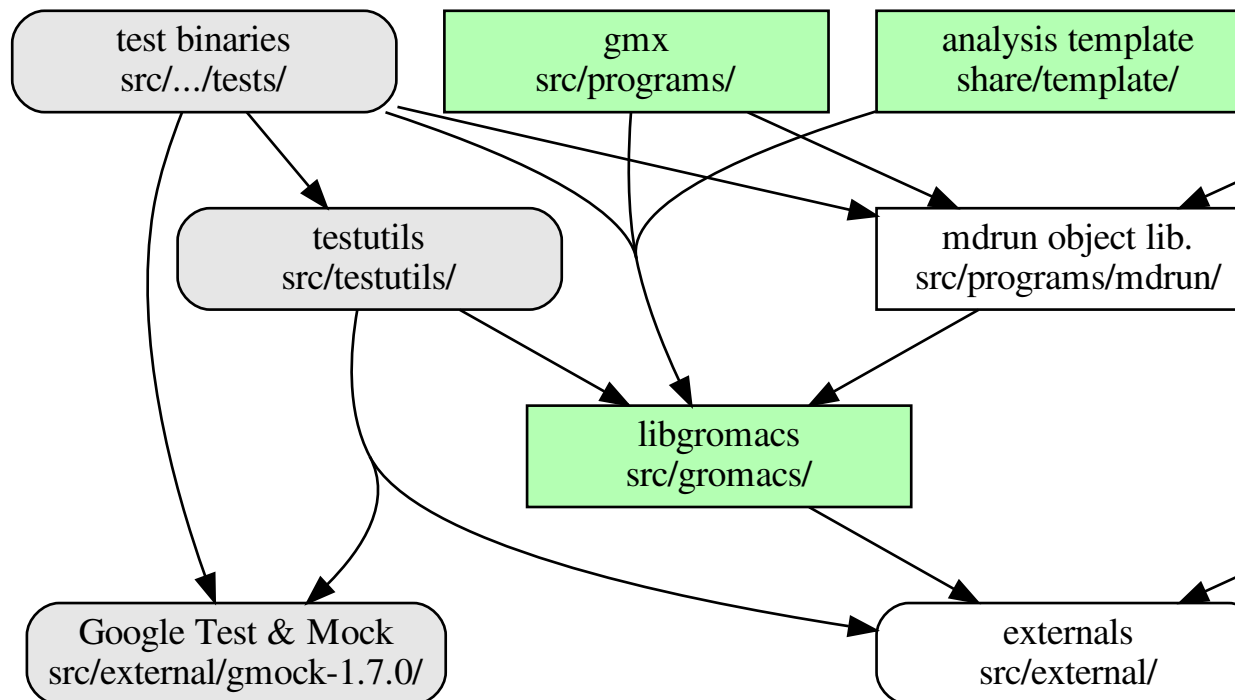 test binaries
src/.../tests/
gmx
src/programs/
analysis template
share/template/
testutils
src/testutils/
mdrun object lib.
src/programs/mdrun/
libgromacs
src/gromacs/
Google Test & Mock
src/external/gmock-1.7.0/
externals
src/external/